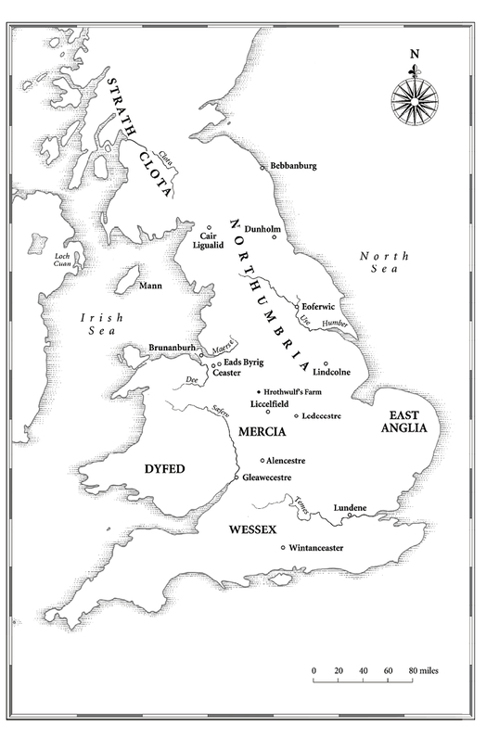 N
STRATH
CLOTA
Clota
Bebbanburg
Cair
Ligualid
Dunholm
NORTHUMBRIA
North
Sea
Loch
Cuan
Mann
Irish
Sea
Eoferwic
Use
Humber
Brunanburh
Maerse
Eads Byrig
Ceaster
Dee
Lindcolne
Hrothwulf's Farm
Liccelfield
Ledecestre
Sæfern
MERCIA
EAST
ANGLIA
DYFED
Alencestre
Gleawecestre
Temes
Lundene
WESSEX
Wintanceaster
0 20 40 60 80 miles